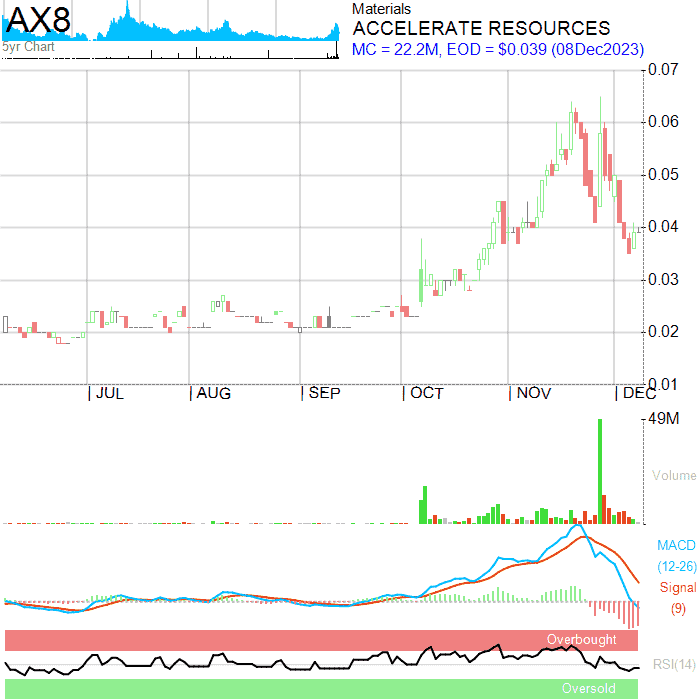 AX8
5yr Chart
Materials
ACCELERATE RESOURCES
MC = 22.2M, EOD = $0.039 (08Dec2023)
0.07
0.06
0.05
0.04
0.03
0.02
0.01
JUL
AUG
SEP
OCT
NOV
DEC
49M
Volume
MACD
(12-26)
Signal
(9)
Overbought
RSI(14)
Oversold